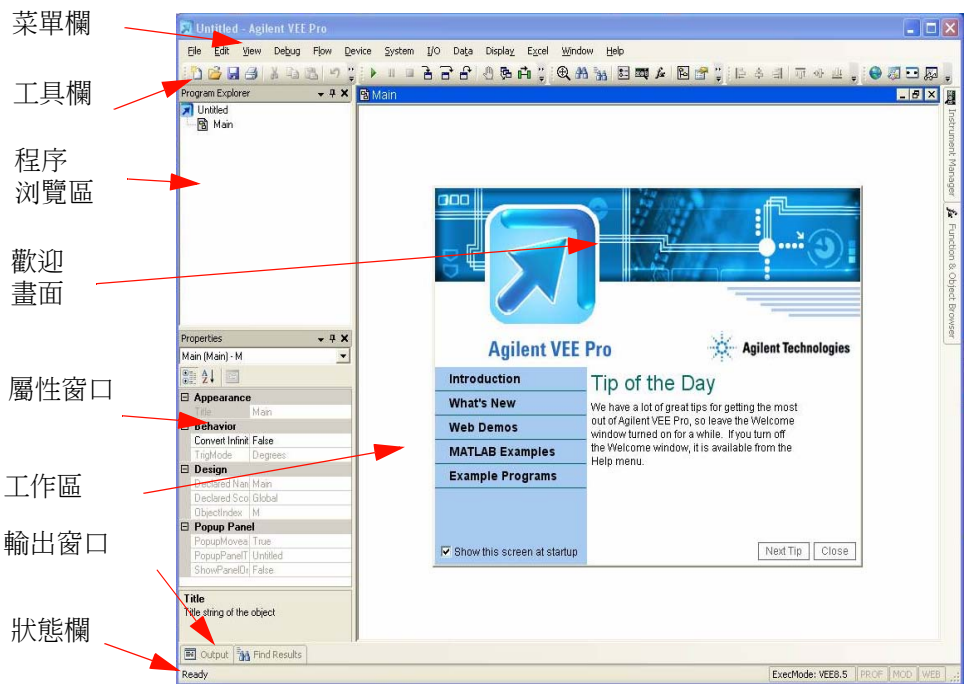 菜單欄
工具欄
程序
浏覽區
歡迎
畫面
屬性窗口
工作區
輸出窗口
狀態欄
Untitled - Agilent VEE Pro
File Edit View Debug Flow Device System I/O Data Display Excel Window Help
Program Explorer
Untitled
Main
Main
Instrument Manager
Function & Object Browser
Agilent VEE Pro
Agilent Technologies
Introduction
What's New
Web Demos
MATLAB Examples
Example Programs
Show this screen at startup
Tip of the Day
We have a lot of great tips for getting the most
out of Agilent VEE Pro, so leave the Welcome
window turned on for a while. If you turn off
the Welcome window, it is available from the
Help menu.
Next Tip Close
Properties
Main (Main) - M
Appearance
Title Main
Behavior
Convert Infinit False
TrigMode Degrees
Design
Declared Nan Main
Declared Sco Global
ObjectIndex M
Popup Panel
PopupMovea True
PopupPanelT Untitled
ShowPanelOr False
Title
Title string of the object
Output Find Results
Ready
ExecMode: VEE8.5 PROF MOD WEB